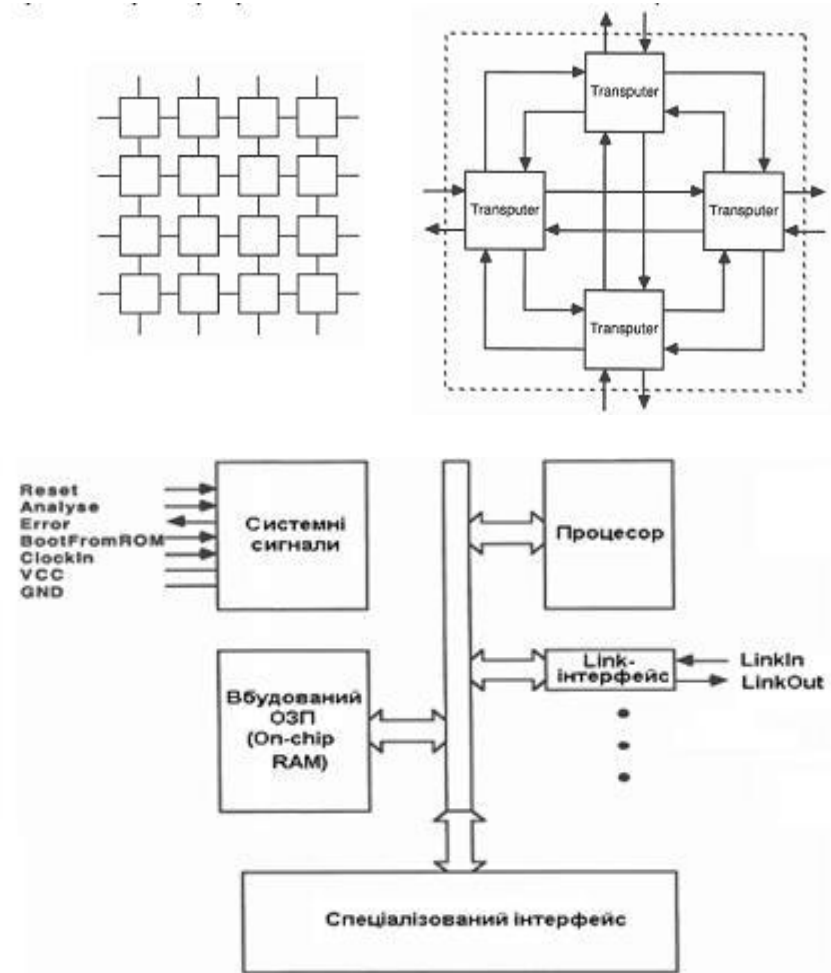 Transputer
Transputer
Transputer
Transputer
Reset
Analyse
Error
BootFromROM
ClockIn
VCC
GND
Системні
сигнали
Процесор
Link-
інтерфейс
LinkIn
LinkOut
Вбудований
ОЗП
(On-chip
RAM)
Спеціалізований інтерфейс